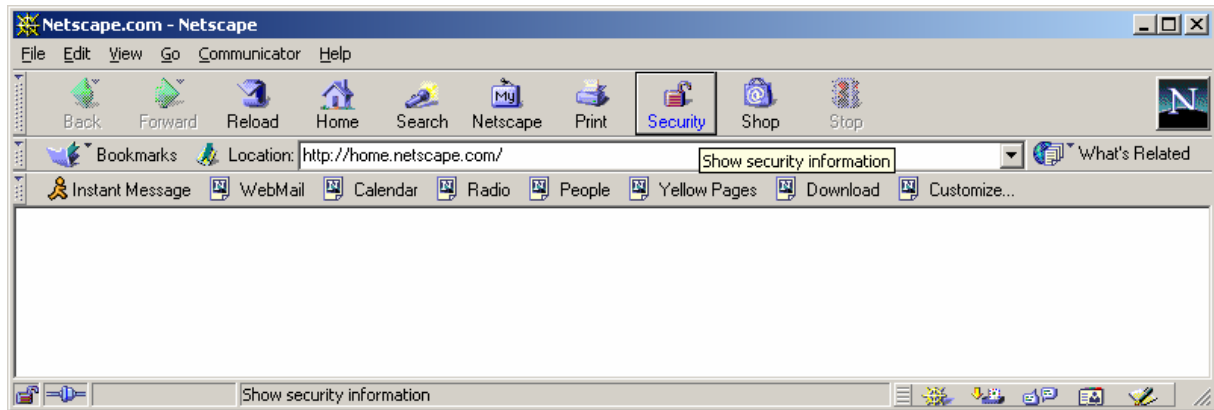 Netscape.com - Netscape
File Edit View Go Communicator Help
My N
Back Forward Reload Home Search Netscape Print Security Shop Stop
Bookmarks Location: http://home.netscape.com/ What's Related
Show security information
Instant Message WebMail Calendar Radio People Yellow Pages Download Customize...
Show security information